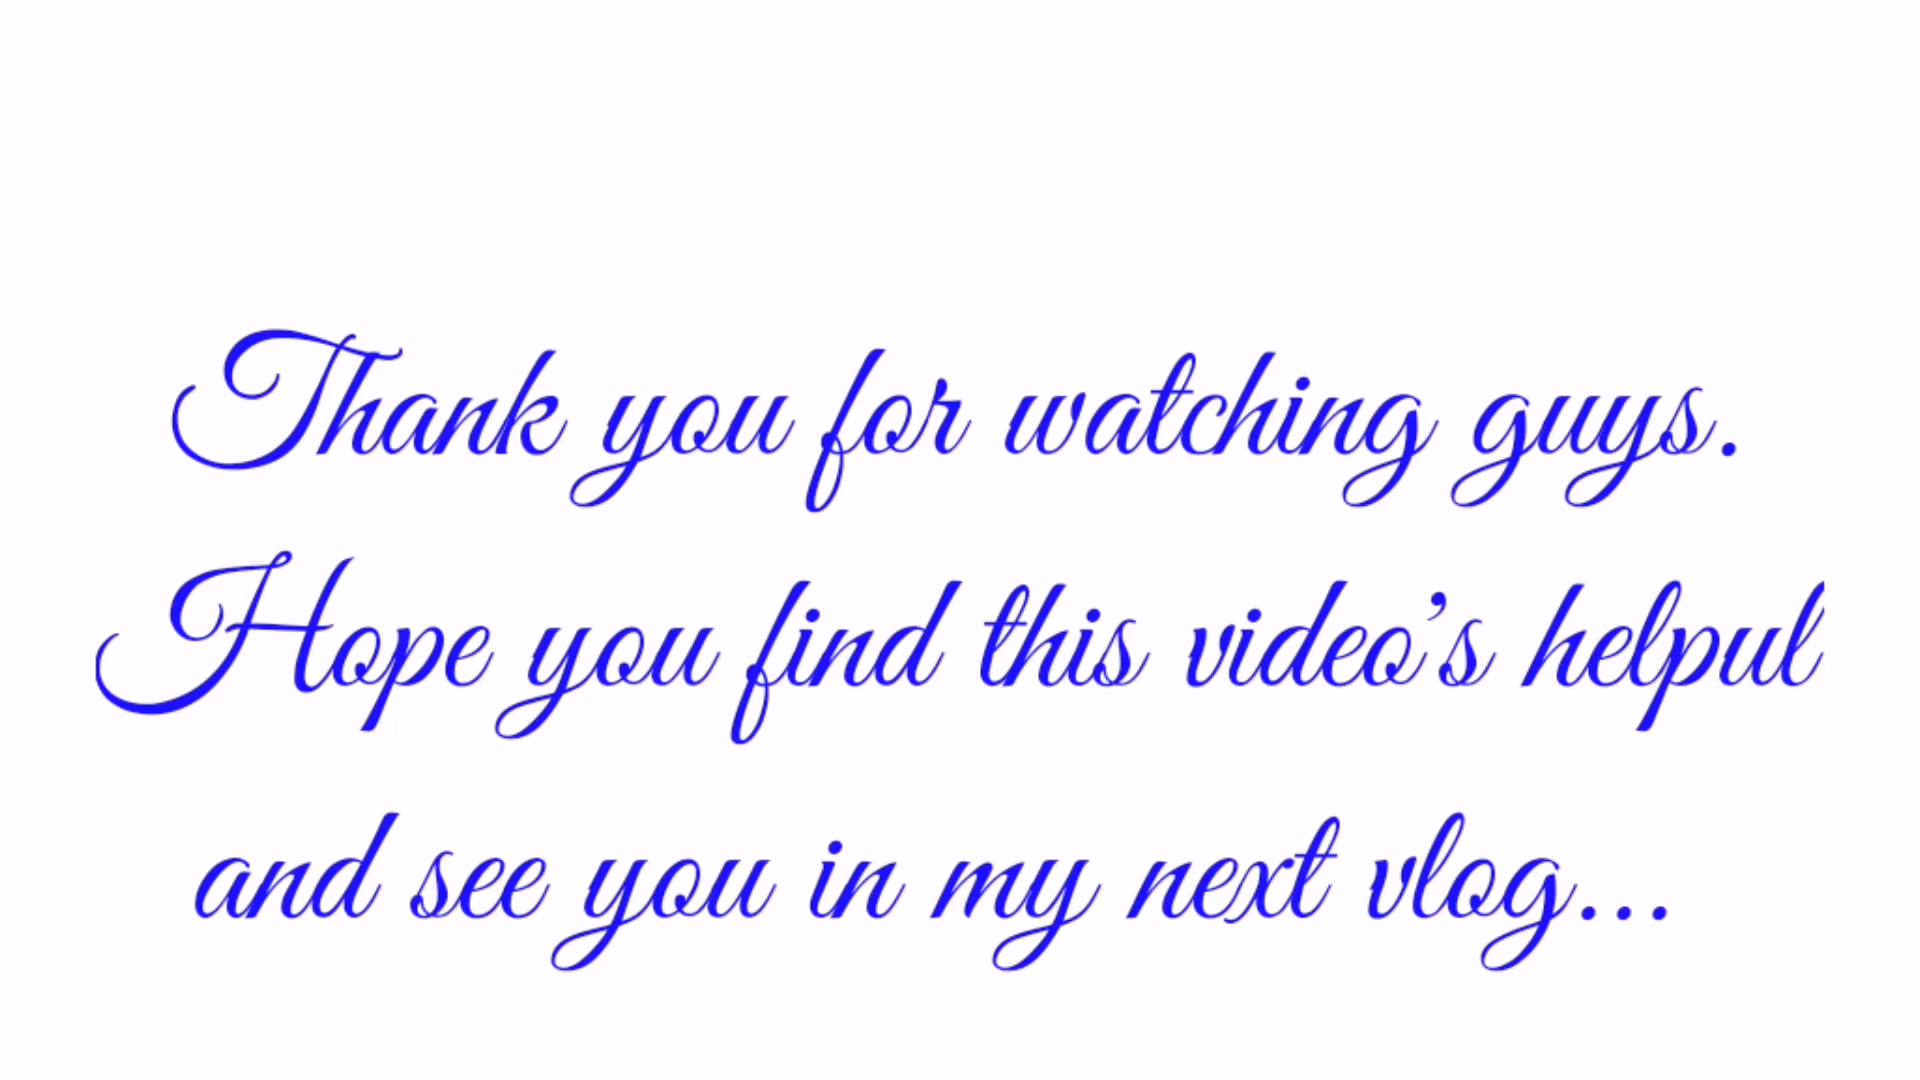 Thank you for watching guys.
Hope you find this video's helpul
and see you in my next vlog...